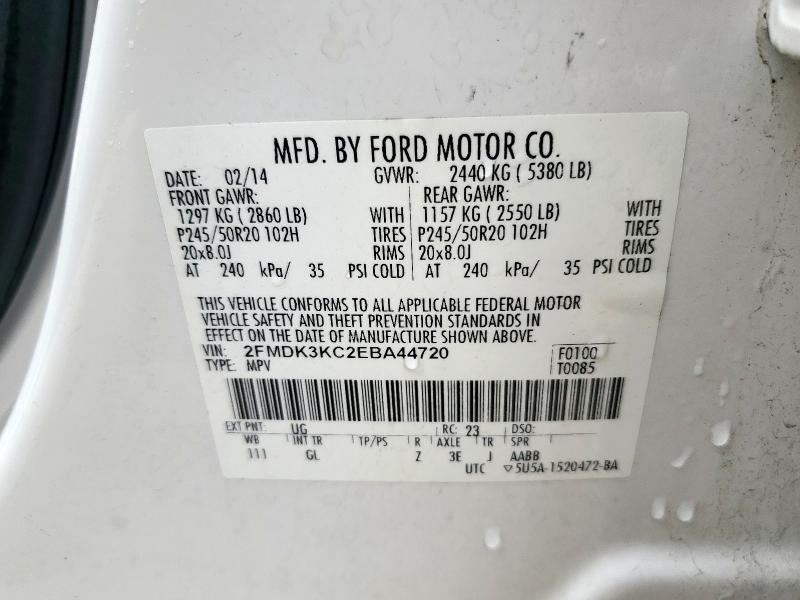 MFD. BY FORD MOTOR CO.
DATE: 02/14 GVWR: 2440 KG ( 5380 LB)
FRONT GAWR: REAR GAWR:
1297 KG ( 2860 LB) WITH 1157 KG ( 2550 LB) WITH
P245/50R20 102H TIRES P245/50R20 102H TIRES
20x8.0J RIMS 20x8.0J RIMS
AT 240 kPa/ 35 PSI COLD AT 240 kPa/ 35 PSI COLD
THIS VEHICLE CONFORMS TO ALL APPLICABLE FEDERAL MOTOR
VEHICLE SAFETY AND THEFT PREVENTION STANDARDS IN
EFFECT ON THE DATE OF MANUFACTURE SHOWN ABOVE.
VIN: 2FMDK3KC2EBA44720 F0100
TYPE: MPV T0085
EXT PNT: UG RC: 23 DSO:
WB INT TR TP/PS R AXLE TR SPR
111 GL Z 3E J AABB
UTC ▽5U5A-1520472-BA